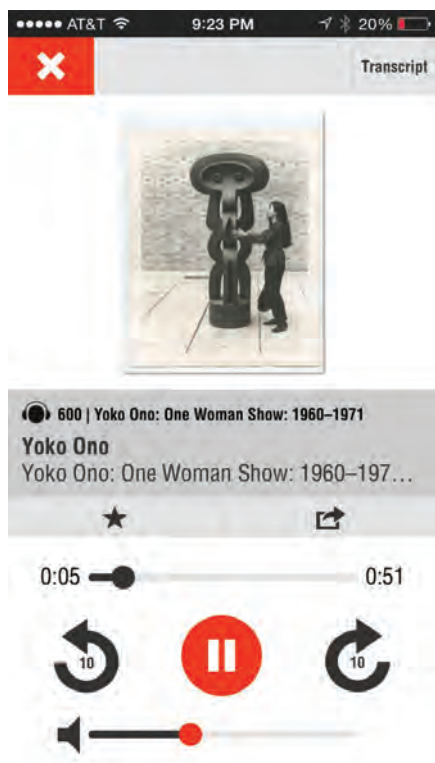 AT&T 9:23 PM 20%
Transcript
600 | Yoko Ono: One Woman Show: 1960–1971
Yoko Ono
Yoko Ono: One Woman Show: 1960–197…
0:05 0:51
10 10